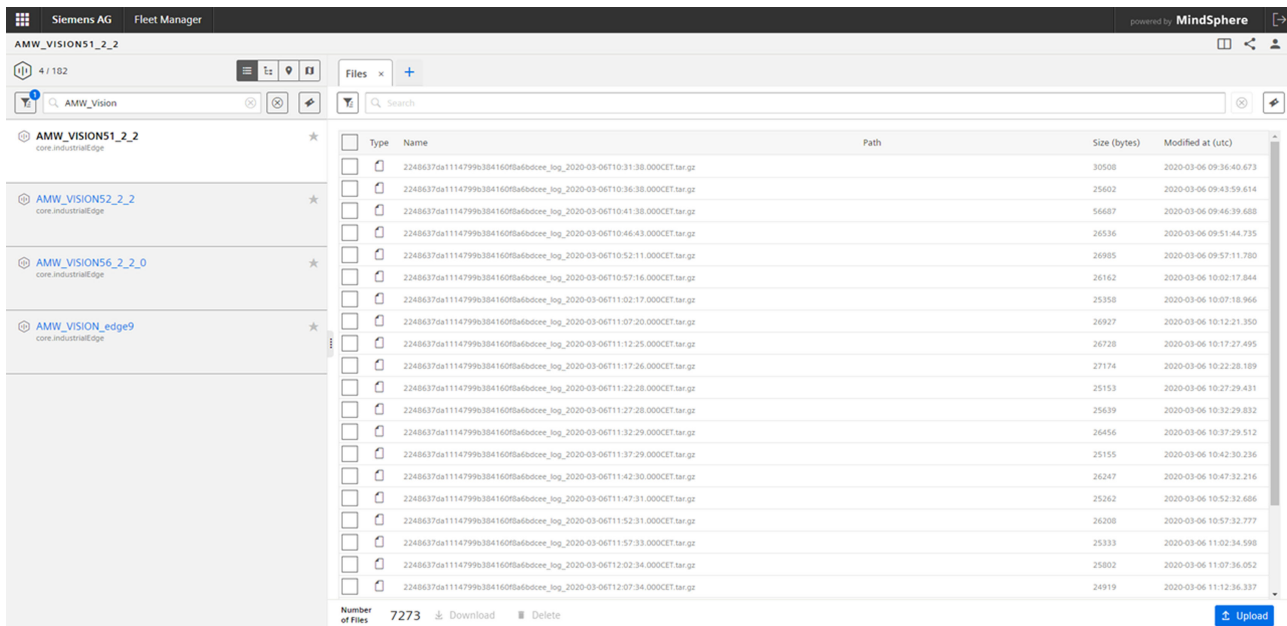 Siemens AG Fleet Manager powered by MindSphere
AMW_VISION51_2_2
4 / 182
Files × +
1
AMW_Vision
Search
AMW_VISION51_2_2
core.industrialEdge
AMW_VISION52_2_2
core.industrialEdge
AMW_VISION56_2_2_0
core.industrialEdge
AMW_VISION_edge9
core.industrialEdge
Type Name Path Size (bytes) Modified at (utc)
2248637da1114799b384160f8a6bdcee_log_2020-03-06T10:31:38.000CET.tar.gz 30508 2020-03-06 09:36:40.673
2248637da1114799b384160f8a6bdcee_log_2020-03-06T10:36:38.000CET.tar.gz 25602 2020-03-06 09:43:59.614
2248637da1114799b384160f8a6bdcee_log_2020-03-06T10:41:38.000CET.tar.gz 56687 2020-03-06 09:46:39.688
2248637da1114799b384160f8a6bdcee_log_2020-03-06T10:46:43.000CET.tar.gz 26536 2020-03-06 09:51:44.735
2248637da1114799b384160f8a6bdcee_log_2020-03-06T10:52:11.000CET.tar.gz 26985 2020-03-06 09:57:11.780
2248637da1114799b384160f8a6bdcee_log_2020-03-06T10:57:16.000CET.tar.gz 26162 2020-03-06 10:02:17.844
2248637da1114799b384160f8a6bdcee_log_2020-03-06T11:02:17.000CET.tar.gz 25358 2020-03-06 10:07:18.966
2248637da1114799b384160f8a6bdcee_log_2020-03-06T11:07:20.000CET.tar.gz 26927 2020-03-06 10:12:21.350
2248637da1114799b384160f8a6bdcee_log_2020-03-06T11:12:25.000CET.tar.gz 26728 2020-03-06 10:17:27.495
2248637da1114799b384160f8a6bdcee_log_2020-03-06T11:17:26.000CET.tar.gz 27174 2020-03-06 10:22:28.189
2248637da1114799b384160f8a6bdcee_log_2020-03-06T11:22:28.000CET.tar.gz 25153 2020-03-06 10:27:29.431
2248637da1114799b384160f8a6bdcee_log_2020-03-06T11:27:28.000CET.tar.gz 25639 2020-03-06 10:32:29.832
2248637da1114799b384160f8a6bdcee_log_2020-03-06T11:32:29.000CET.tar.gz 26456 2020-03-06 10:37:29.512
2248637da1114799b384160f8a6bdcee_log_2020-03-06T11:37:29.000CET.tar.gz 25155 2020-03-06 10:42:30.236
2248637da1114799b384160f8a6bdcee_log_2020-03-06T11:42:30.000CET.tar.gz 26247 2020-03-06 10:47:32.216
2248637da1114799b384160f8a6bdcee_log_2020-03-06T11:47:31.000CET.tar.gz 25262 2020-03-06 10:52:32.686
2248637da1114799b384160f8a6bdcee_log_2020-03-06T11:52:31.000CET.tar.gz 26208 2020-03-06 10:57:32.777
2248637da1114799b384160f8a6bdcee_log_2020-03-06T11:57:33.000CET.tar.gz 25333 2020-03-06 11:02:34.598
2248637da1114799b384160f8a6bdcee_log_2020-03-06T12:02:34.000CET.tar.gz 25802 2020-03-06 11:07:36.052
2248637da1114799b384160f8a6bdcee_log_2020-03-06T12:07:34.000CET.tar.gz 24919 2020-03-06 11:12:36.337
Number
of Files
7273 Download Delete Upload